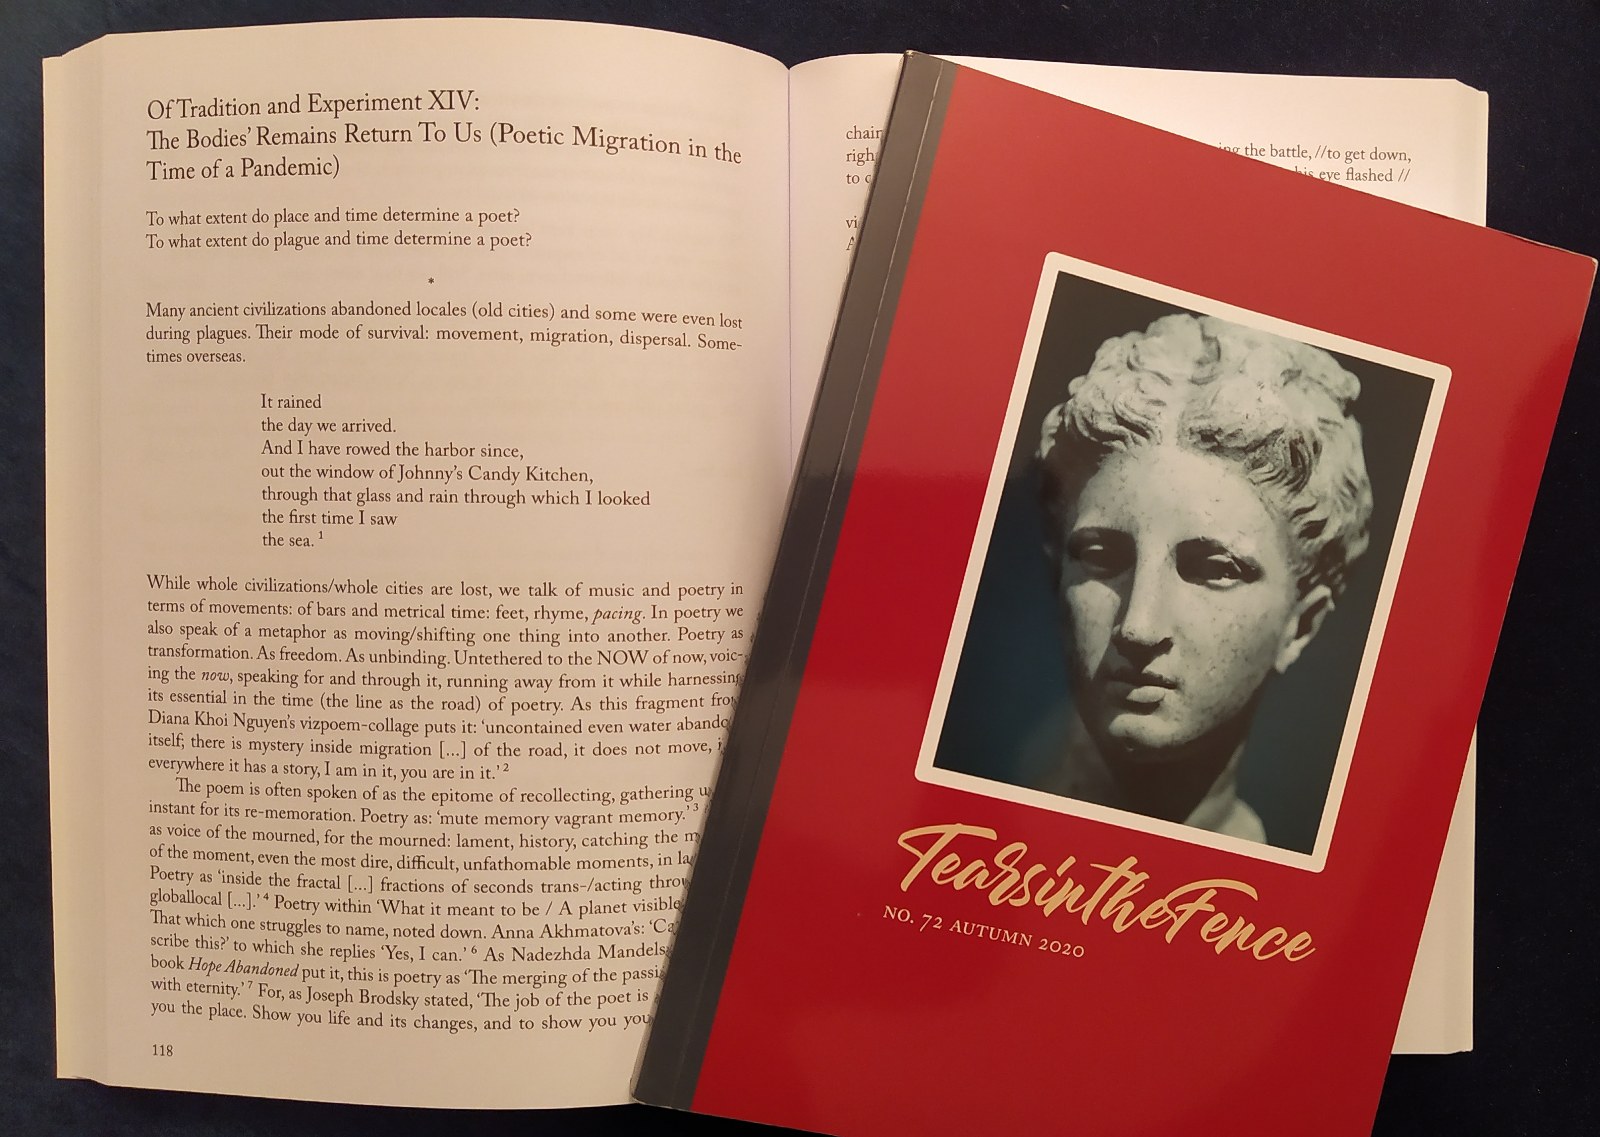 Of Tradition and Experiment XIV:
The Bodies' Remains Return To Us (Poetic Migration in the
Time of a Pandemic)
To what extent do place and time determine a poet?
To what extent do plague and time determine a poet?
*
Many ancient civilizations abandoned locales (old cities) and some were even lost
during plagues. Their mode of survival: movement, migration, dispersal. Some-
times overseas.
It rained
the day we arrived.
And I have rowed the harbor since,
out the window of Johnny's Candy Kitchen,
through that glass and rain through which I looked
the first time I saw
the sea. 1
While whole civilizations/whole cities are lost, we talk of music and poetry in
terms of movements: of bars and metrical time: feet, rhyme, pacing. In poetry we
also speak of a metaphor as moving/shifting one thing into another. Poetry as
transformation. As freedom. As unbinding. Untethered to the NOW of now, voic-
ing the now, speaking for and through it, running away from it while harnessing
its essential in the time (the line as the road) of poetry. As this fragment
Diana Khoi Nguyen's vizpoem-collage puts it: 'uncontained even water
itself; there is mystery inside migration [...] of the road, it does not move,
everywhere it has a story, I am in it, you are in it.' 2
The poem is often spoken of as the epitome of recollecting, gathering
instant for its re-memoration. Poetry as: 'mute memory vagrant memory.' 3
as voice of the mourned, for the mourned: lament, history, catching the
of the moment, even the most dire, difficult, unfathomable moments, in
Poetry as 'inside the fractal [...] fractions of seconds trans-/acting
globallocal [...].' 4 Poetry within 'What it meant to be / A planet visible
That which one struggles to name, noted down. Anna Akhmatova's:
scribe this?' to which she replies 'Yes, I can.' 6 As Nadezhda
book Hope Abandoned put it, this is poetry as 'The merging of the
with eternity.' 7 For, as Joseph Brodsky stated, 'The job of the poet is
you the place. Show you life and its changes, and to show you
118
chair
the battle, //to get down,
to
eye flashed //
TearsintheFence
NO. 72 AUTUMN 2020